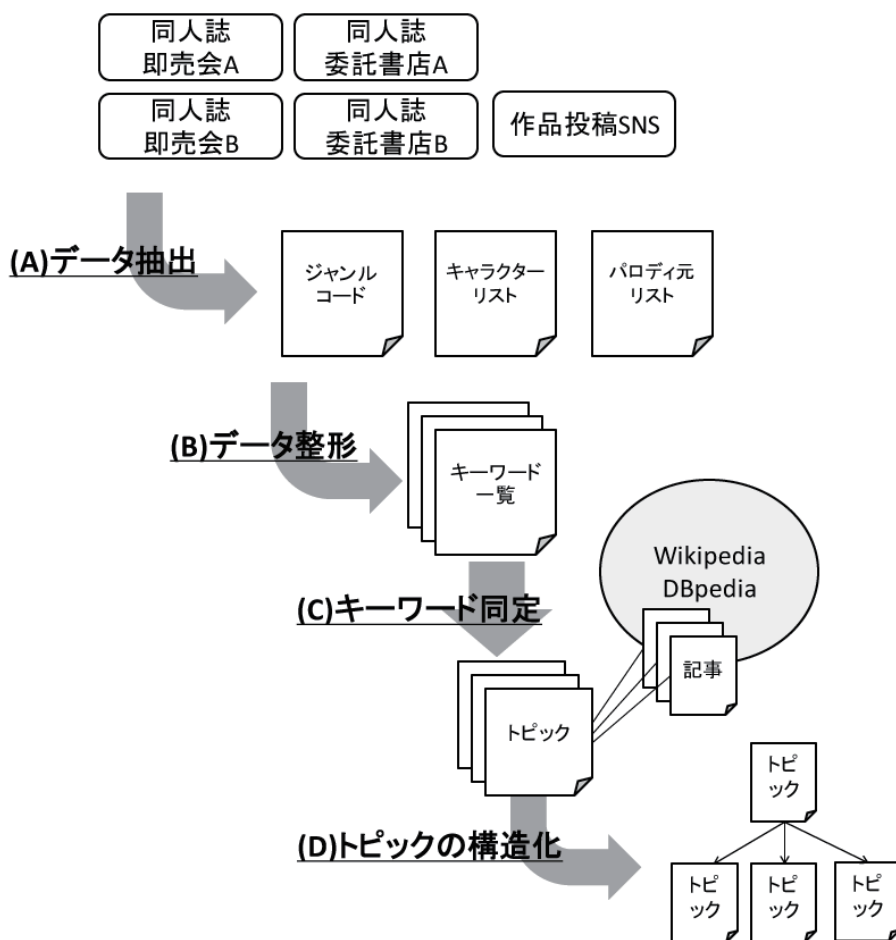 同人誌
即売会A
同人誌
委託書店A
同人誌
即売会B
同人誌
委託書店B
作品投稿SNS
(A)データ抽出
ジャンル
コード
キャラクター
リスト
パロディ元
リスト
(B)データ整形
キーワード
一覧
Wikipedia
DBpedia
(C)キーワード同定
記事
トピック
トピ
ック
(D)トピックの構造化
トピ
ック
トピ
ック
トピ
ック